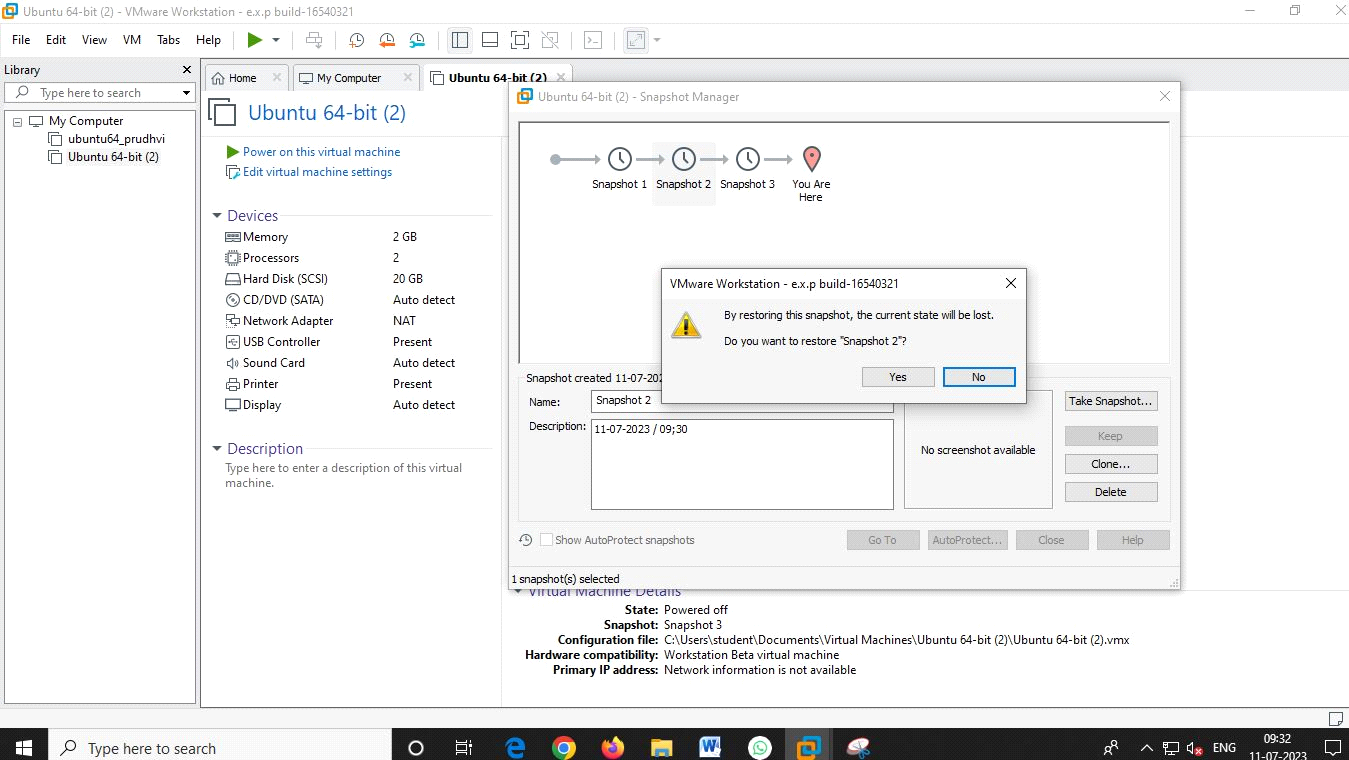 Ubuntu 64-bit (2) - VMware Workstation - e.x.p build-16540321
File Edit View VM Tabs Help
Library
Type here to search
My Computer
ubuntu64_prudhvi
Ubuntu 64-bit (2)
Home My Computer Ubuntu 64-bit (2)
Ubuntu 64-bit (2)
Power on this virtual machine
Edit virtual machine settings
Devices
Memory 2 GB
Processors 2
Hard Disk (SCSI) 20 GB
CD/DVD (SATA) Auto detect
Network Adapter NAT
USB Controller Present
Sound Card Auto detect
Printer Present
Display Auto detect
Description
Type here to enter a description of this virtual
machine.
Ubuntu 64-bit (2) - Snapshot Manager
Snapshot 1 Snapshot 2 Snapshot 3 You Are
Here
VMware Workstation - e.x.p build-16540321
By restoring this snapshot, the current state will be lost.
Do you want to restore "Snapshot 2"?
Yes No
Snapshot created 11-07-202
Name: Snapshot 2
Description: 11-07-2023 / 09;30
No screenshot available
Take Snapshot...
Keep
Clone...
Delete
Show AutoProtect snapshots
Go To AutoProtect... Close Help
1 snapshot(s) selected
Virtual Machine Details
State: Powered off
Snapshot: Snapshot 3
Configuration file: C:\Users\student\Documents\Virtual Machines\Ubuntu 64-bit (2)\Ubuntu 64-bit (2).vmx
Hardware compatibility: Workstation Beta virtual machine
Primary IP address: Network information is not available
Type here to search
ENG
09:32
11-07-2023